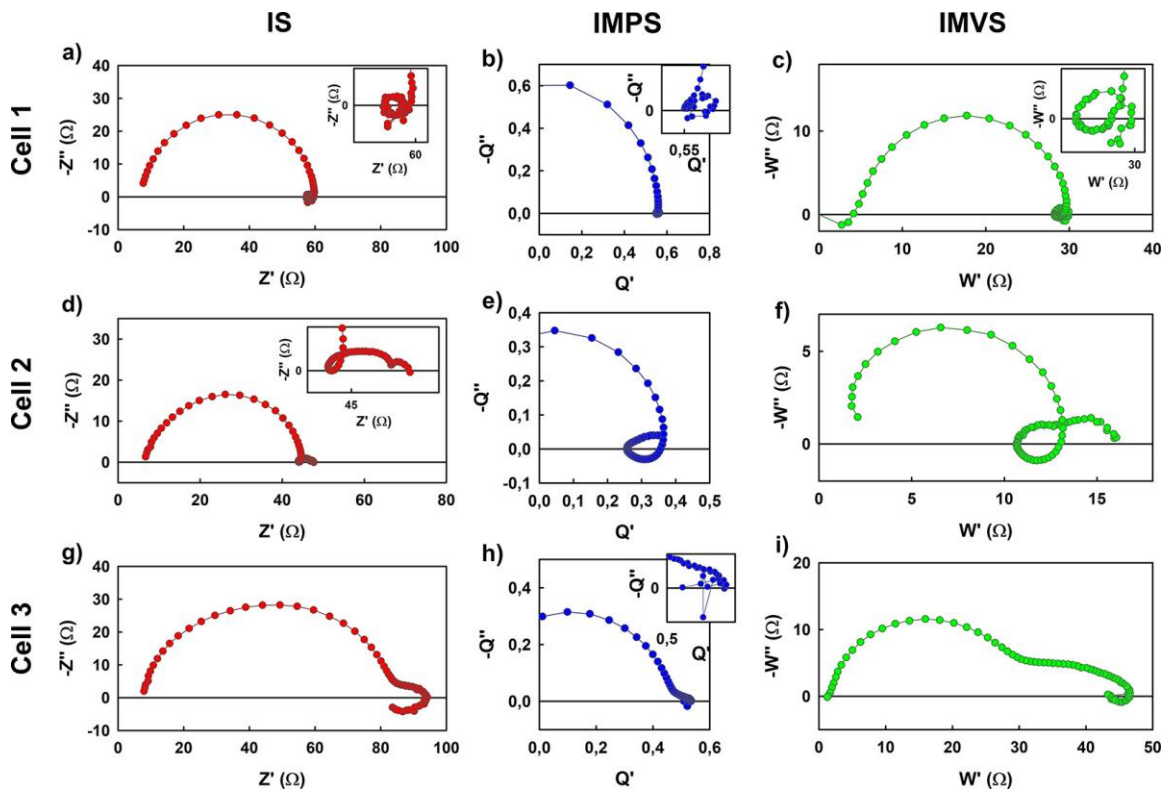 IS IMPS IMVS
Cell 1
a)
40
30
20
10
0
-10
-Z'' (Ω)
0 20 40 60 80 100
Z' (Ω)
-Z'' (Ω)
0
60
Z' (Ω)
b)
0,6
0,4
0,2
0,0
-Q''
0,0 0,2 0,4 0,6 0,8
Q'
-Q''
0
0,55
Q'
c)
10
0
-W'' (Ω)
0 10 20 30 40
W' (Ω)
-W'' (Ω)
0
30
W' (Ω)
Cell 2
d)
30
20
10
0
-Z'' (Ω)
0 20 40 60 80
Z' (Ω)
-Z'' (Ω)
0
45
Z' (Ω)
e)
0,4
0,3
0,2
0,1
0,0
-0,1
-Q''
0,0 0,1 0,2 0,3 0,4 0,5
Q'
f)
5
0
-W'' (Ω)
0 5 10 15
W' (Ω)
Cell 3
g)
40
30
20
10
0
-10
-Z'' (Ω)
0 20 40 60 80 100
Z' (Ω)
h)
0,4
0,2
0,0
-Q''
0,0 0,2 0,4 0,6
Q'
-Q''
0
0,5
Q'
i)
20
10
0
-W'' (Ω)
0 10 20 30 40 50
W' (Ω)